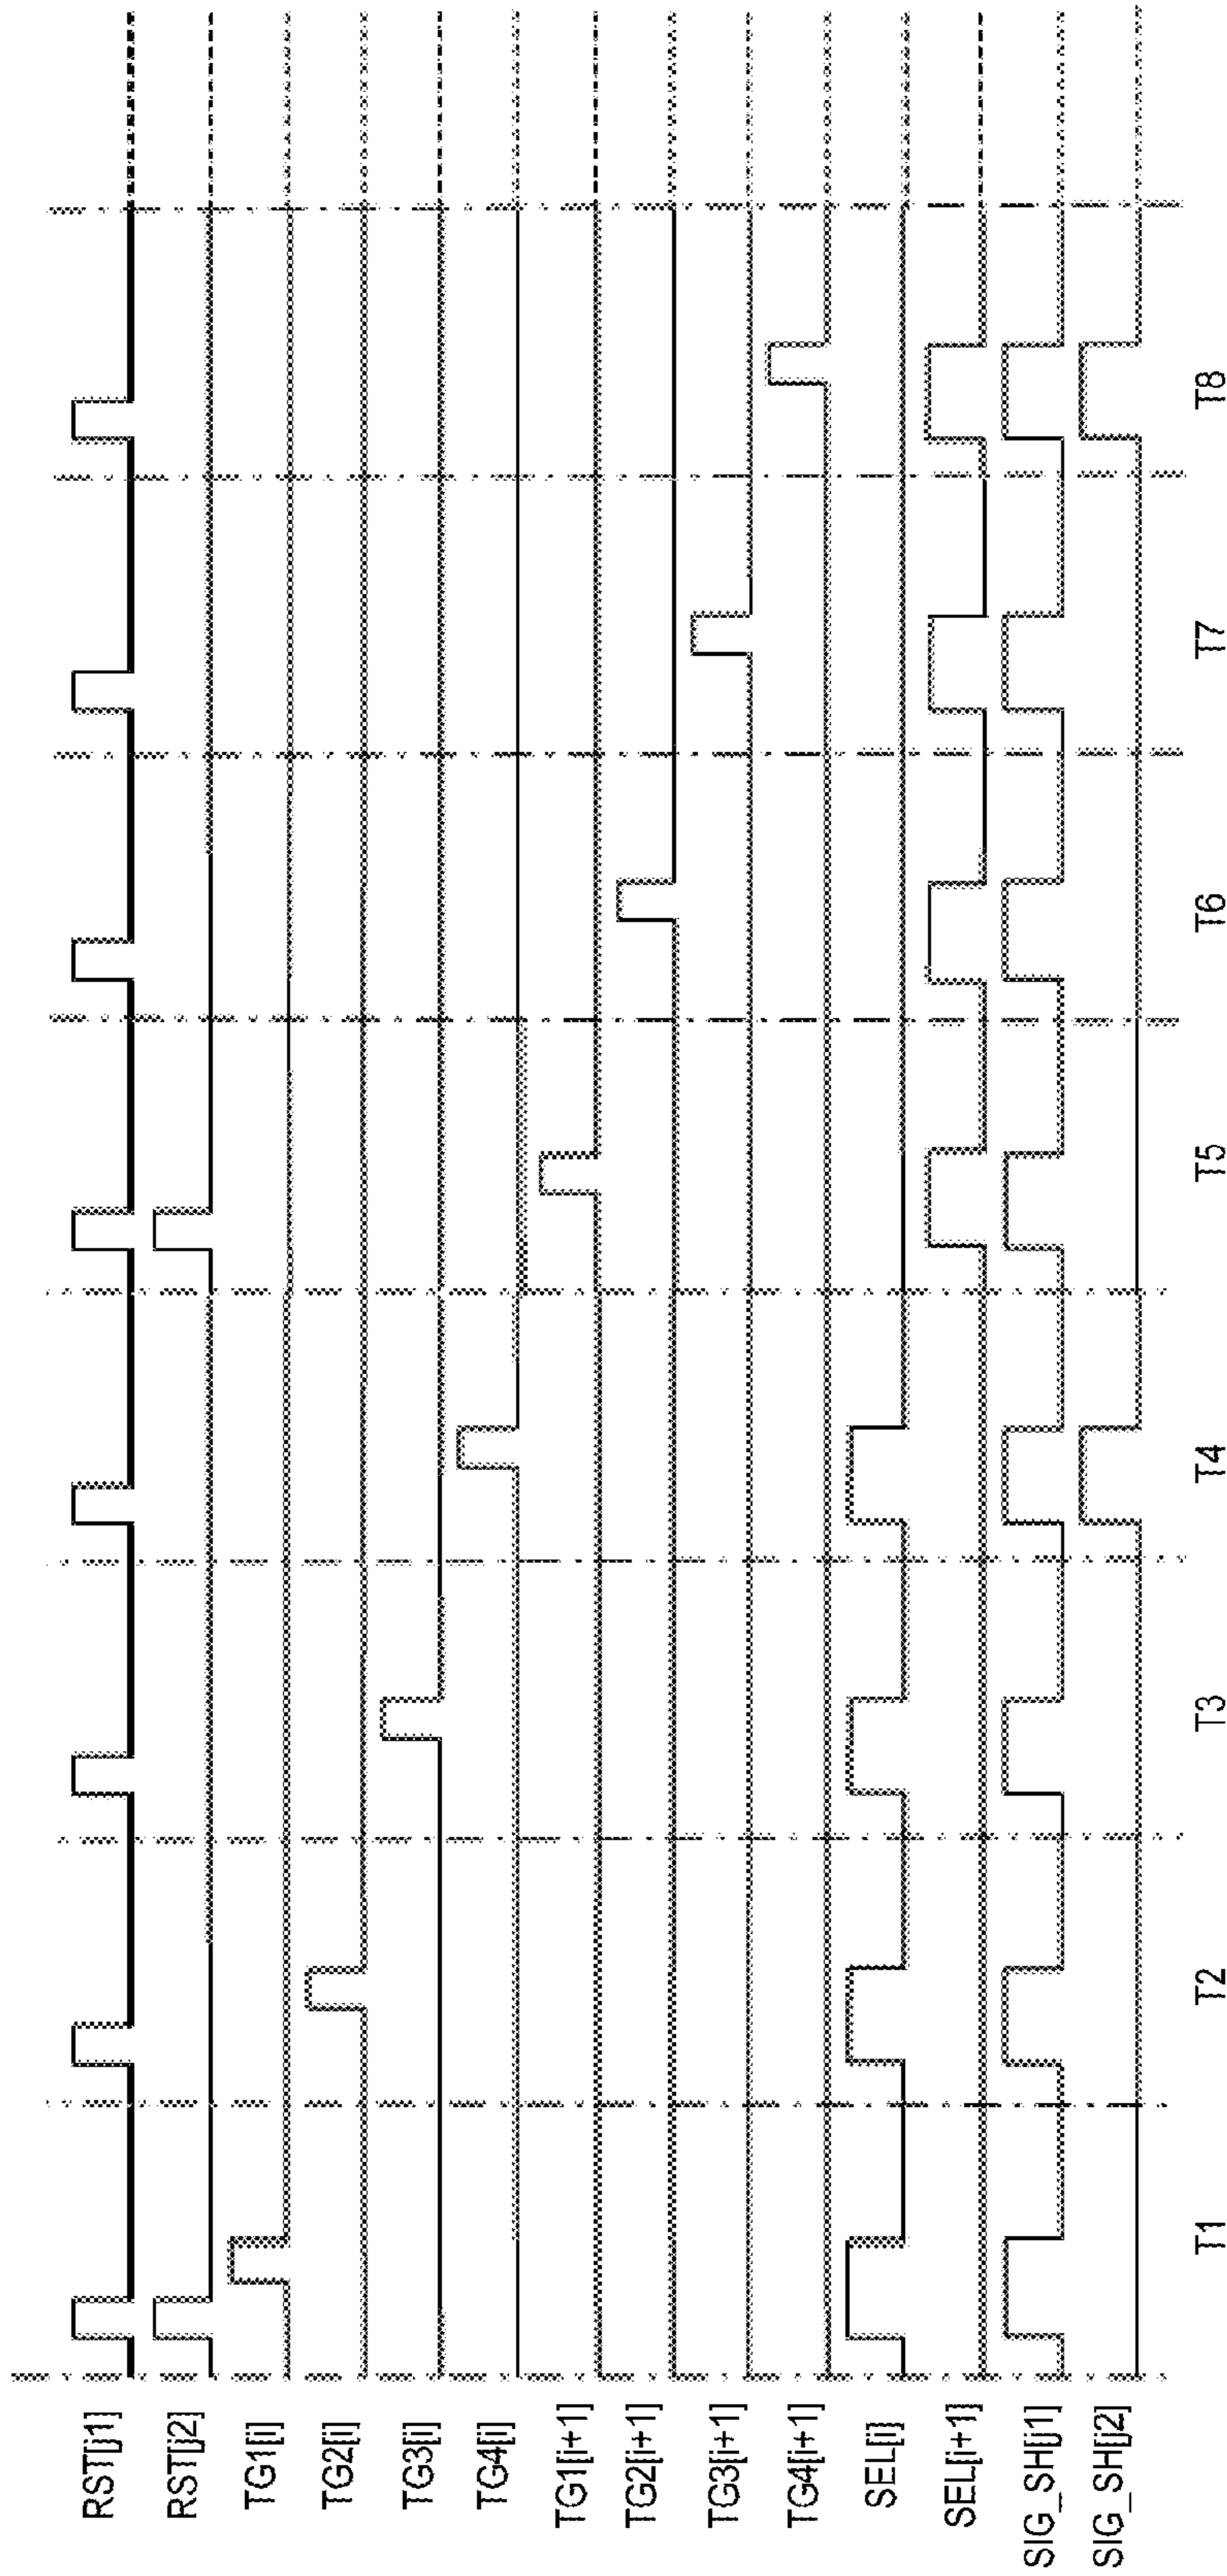 RST[j1]
RST[j2]
TG1[i]
TG2[i]
TG3[i]
TG4[i]
TG1[i+1]
TG2[i+1]
TG3[i+1]
TG4[i+1]
SEL[i]
SEL[i+1]
SIG_SH[j1]
SIG_SH[j2]
T1 T2 T3 T4 T5 T6 T7 T8